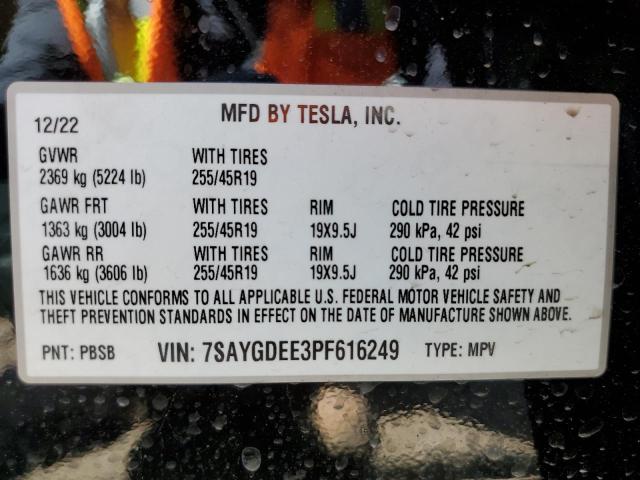 MFD BY TESLA, INC.
12/22
GVWR WITH TIRES
2369 kg (5224 lb) 255/45R19
GAWR FRT WITH TIRES RIM COLD TIRE PRESSURE
1363 kg (3004 lb) 255/45R19 19X9.5J 290 kPa, 42 psi
GAWR RR WITH TIRES RIM COLD TIRE PRESSURE
1636 kg (3606 lb) 255/45R19 19X9.5J 290 kPa, 42 psi
THIS VEHICLE CONFORMS TO ALL APPLICABLE U.S. FEDERAL MOTOR VEHICLE SAFETY AND
THEFT PREVENTION STANDARDS IN EFFECT ON THE DATE OF MANUFACTURE SHOWN ABOVE.
PNT: PBSB VIN: 7SAYGDEE3PF616249 TYPE: MPV